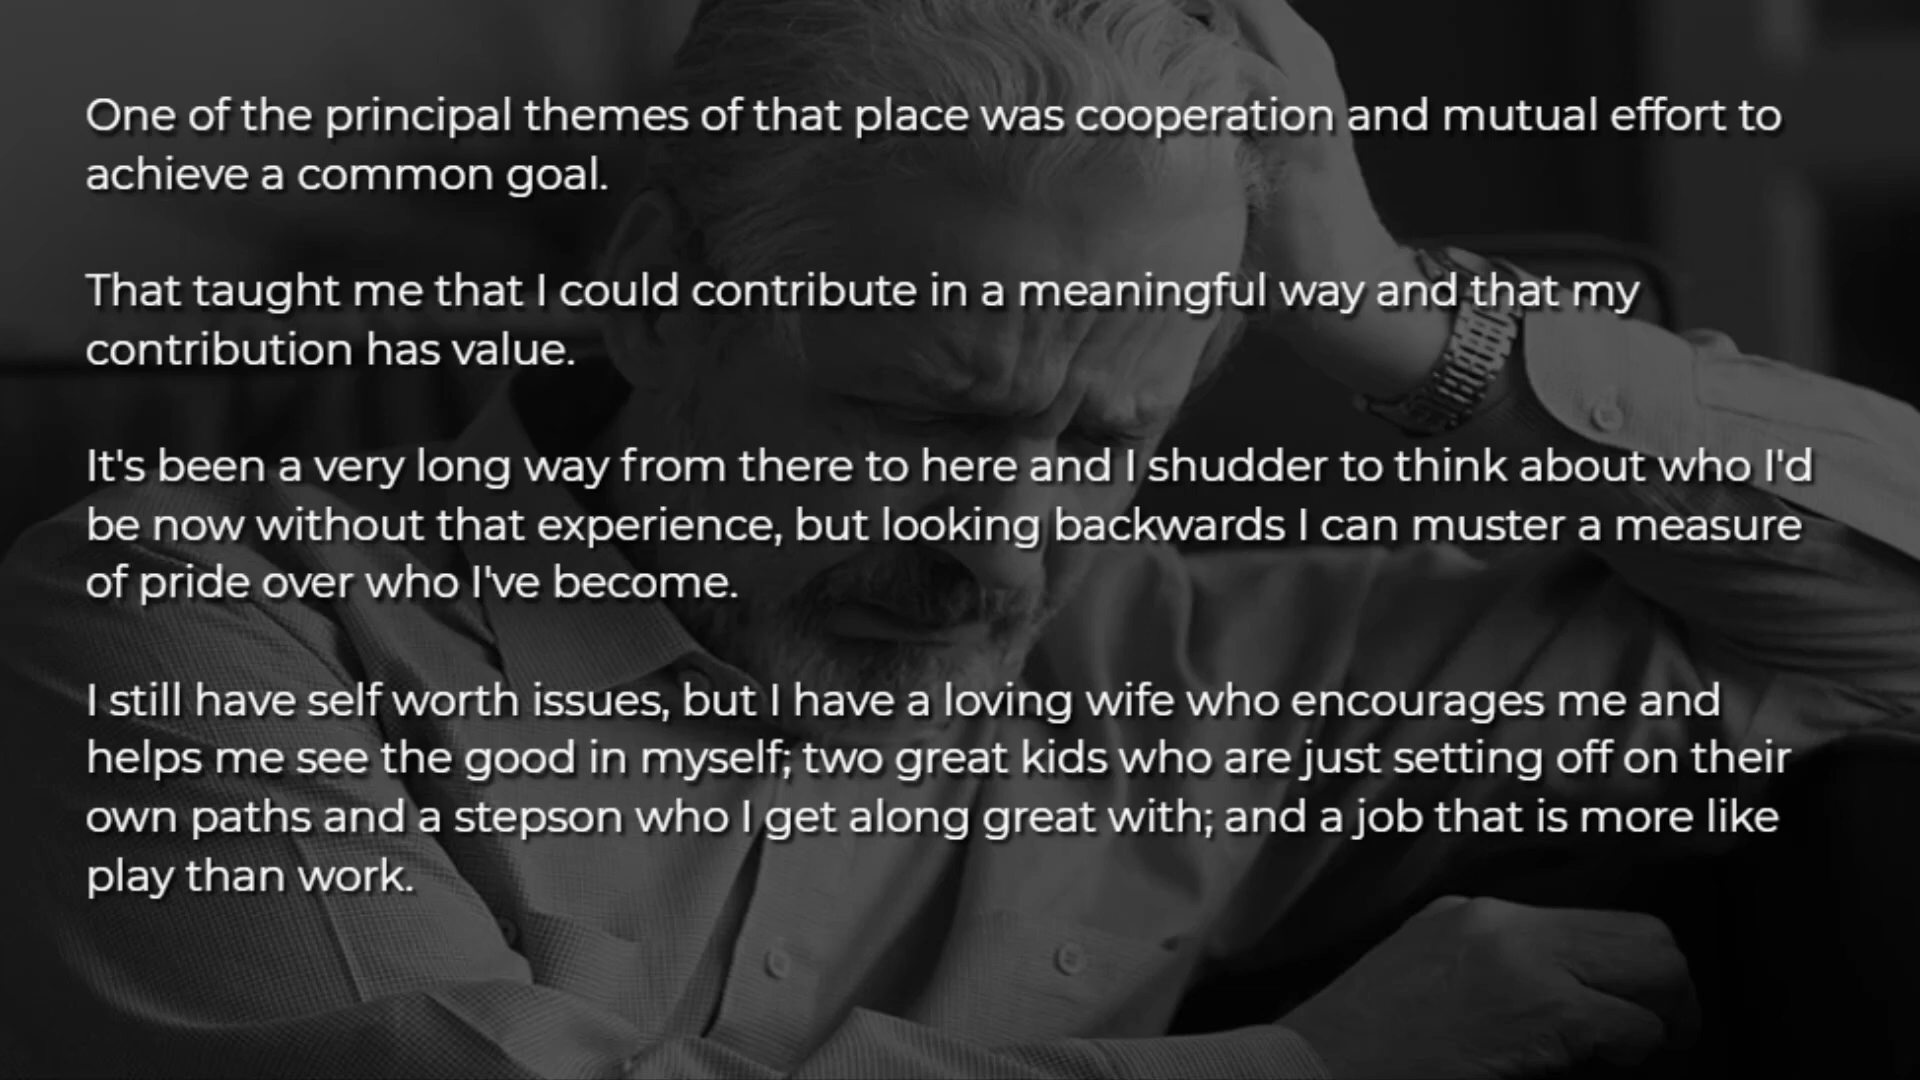 One of the principal themes of that place was cooperation and mutual effort to
achieve a common goal.
That taught me that I could contribute in a meaningful way and that my
contribution has value.
It's been a very long way from there to here and I shudder to think about who I'd
be now without that experience, but looking backwards I can muster a measure
of pride over who I've become.
I still have self worth issues, but I have a loving wife who encourages me and
helps me see the good in myself; two great kids who are just setting off on their
own paths and a stepson who I get along great with; and a job that is more like
play than work.